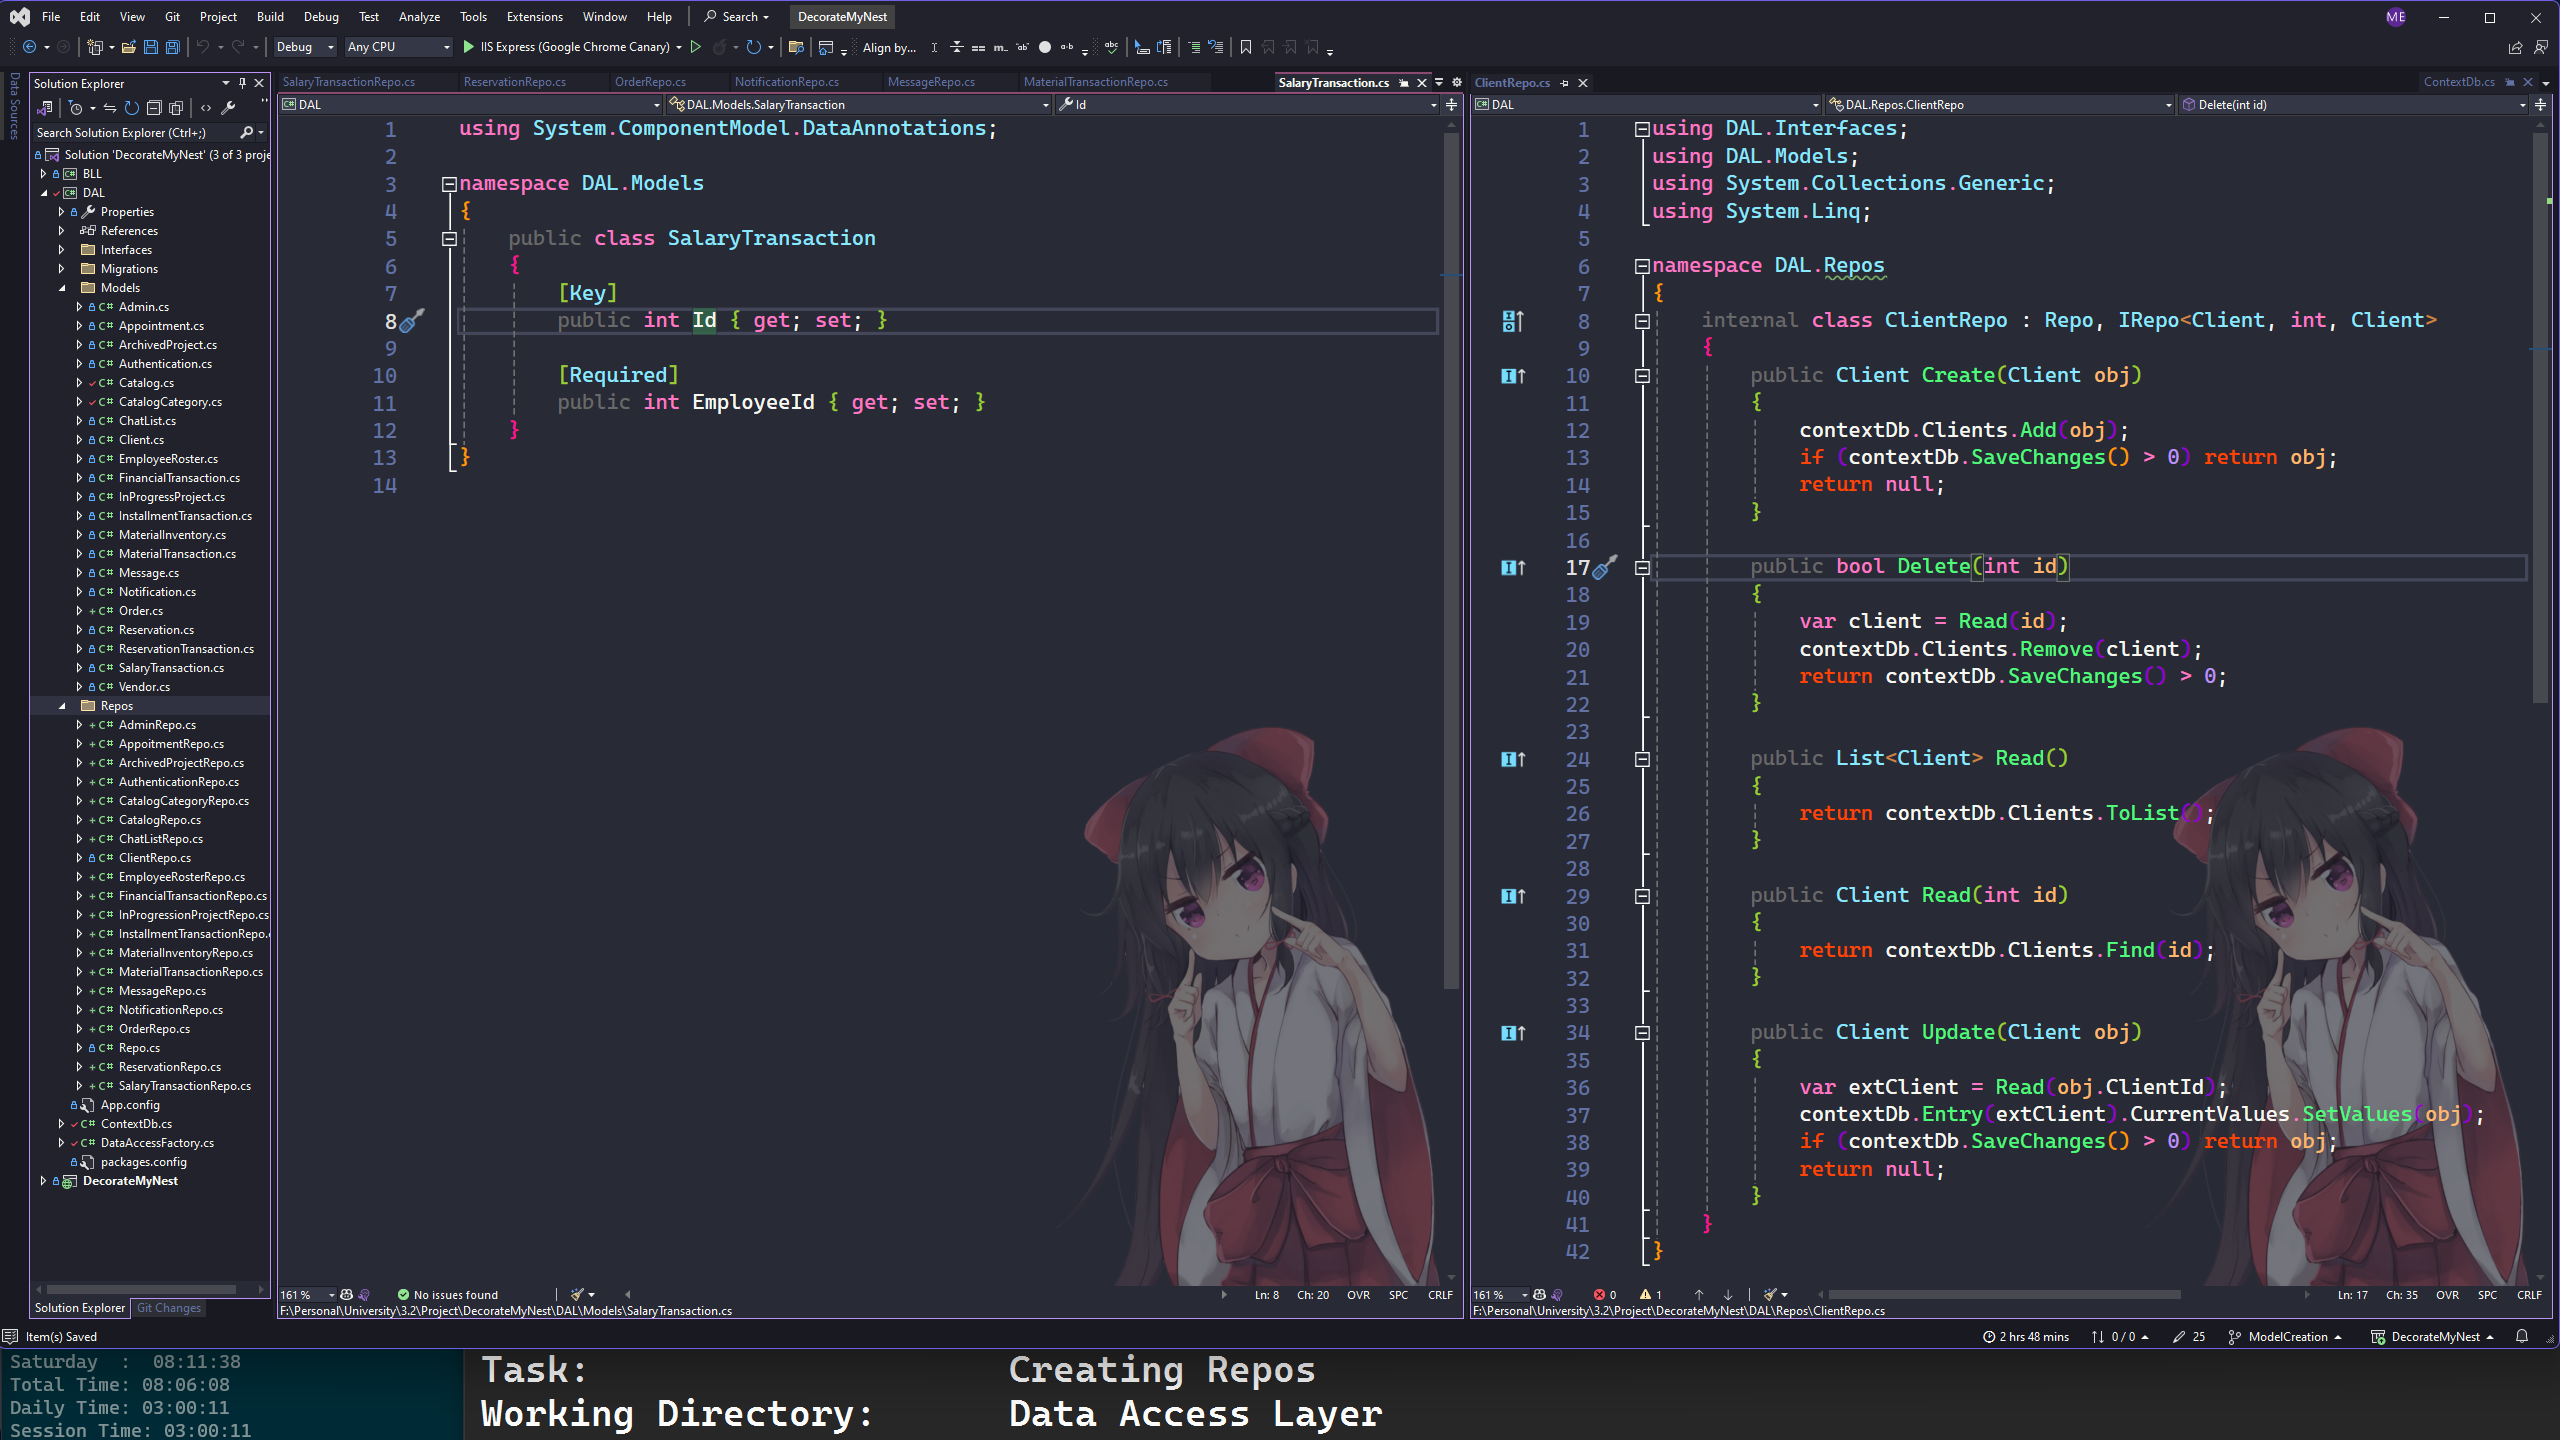 File Edit View Git Project Build Debug Test Analyze Tools Extensions Window Help Search DecorateMyNest ME
Debug Any CPU IIS Express (Google Chrome Canary) Align by...
Data Sources
Solution Explorer
Search Solution Explorer (Ctrl+;)
Solution 'DecorateMyNest' (3 of 3 proje
BLL
DAL
Properties
References
Interfaces
Migrations
Models
C# Admin.cs
C# Appointment.cs
C# ArchivedProject.cs
C# Authentication.cs
C# Catalog.cs
C# CatalogCategory.cs
C# ChatList.cs
C# Client.cs
C# EmployeeRoster.cs
C# FinancialTransaction.cs
C# InProgressProject.cs
C# InstallmentTransaction.cs
C# MaterialInventory.cs
C# MaterialTransaction.cs
C# Message.cs
C# Notification.cs
C# Order.cs
C# Reservation.cs
C# ReservationTransaction.cs
C# SalaryTransaction.cs
C# Vendor.cs
Repos
C# AdminRepo.cs
C# AppoitmentRepo.cs
C# ArchivedProjectRepo.cs
C# AuthenticationRepo.cs
C# CatalogCategoryRepo.cs
C# CatalogRepo.cs
C# ChatListRepo.cs
C# ClientRepo.cs
C# EmployeeRosterRepo.cs
C# FinancialTransactionRepo.cs
C# InProgressionProjectRepo.cs
C# InstallmentTransactionRepo.
C# MaterialInventoryRepo.cs
C# MaterialTransactionRepo.cs
C# MessageRepo.cs
C# NotificationRepo.cs
C# OrderRepo.cs
C# Repo.cs
C# ReservationRepo.cs
C# SalaryTransactionRepo.cs
App.config
C# ContextDb.cs
C# DataAccessFactory.cs
packages.config
DecorateMyNest
Solution Explorer Git Changes
SalaryTransactionRepo.cs ReservationRepo.cs OrderRepo.cs NotificationRepo.cs MessageRepo.cs MaterialTransactionRepo.cs SalaryTransaction.cs
DAL DAL.Models.SalaryTransaction Id
1 using System.ComponentModel.DataAnnotations;
2
3 namespace DAL.Models
4 {
5 public class SalaryTransaction
6 {
7 [Key]
8 public int Id { get; set; }
9
10 [Required]
11 public int EmployeeId { get; set; }
12 }
13 }
14
161 % No issues found Ln: 8 Ch: 20 OVR SPC CRLF
F:\Personal\University\3.2\Project\DecorateMyNest\DAL\Models\SalaryTransaction.cs
ClientRepo.cs ContextDb.cs
DAL DAL.Repos.ClientRepo Delete(int id)
1 using DAL.Interfaces;
2 using DAL.Models;
3 using System.Collections.Generic;
4 using System.Linq;
5
6 namespace DAL.Repos
7 {
8 internal class ClientRepo : Repo, IRepo<Client, int, Client>
9 {
10 public Client Create(Client obj)
11 {
12 contextDb.Clients.Add(obj);
13 if (contextDb.SaveChanges() > 0) return obj;
14 return null;
15 }
16
17 public bool Delete(int id)
18 {
19 var client = Read(id);
20 contextDb.Clients.Remove(client);
21 return contextDb.SaveChanges() > 0;
22 }
23
24 public List<Client> Read()
25 {
26 return contextDb.Clients.ToList();
27 }
28
29 public Client Read(int id)
30 {
31 return contextDb.Clients.Find(id);
32 }
33
34 public Client Update(Client obj)
35 {
36 var extClient = Read(obj.ClientId);
37 contextDb.Entry(extClient).CurrentValues.SetValues(obj);
38 if (contextDb.SaveChanges() > 0) return obj;
39 return null;
40 }
41 }
42 }
161 % 0 1 Ln: 17 Ch: 35 OVR SPC CRLF
F:\Personal\University\3.2\Project\DecorateMyNest\DAL\Repos\ClientRepo.cs
Item(s) Saved 2 hrs 48 mins 0 / 0 25 ModelCreation DecorateMyNest
Saturday : 08:11:38
Total Time: 08:06:08
Daily Time: 03:00:11
Session Time: 03:00:11
Task: Creating Repos
Working Directory: Data Access Layer